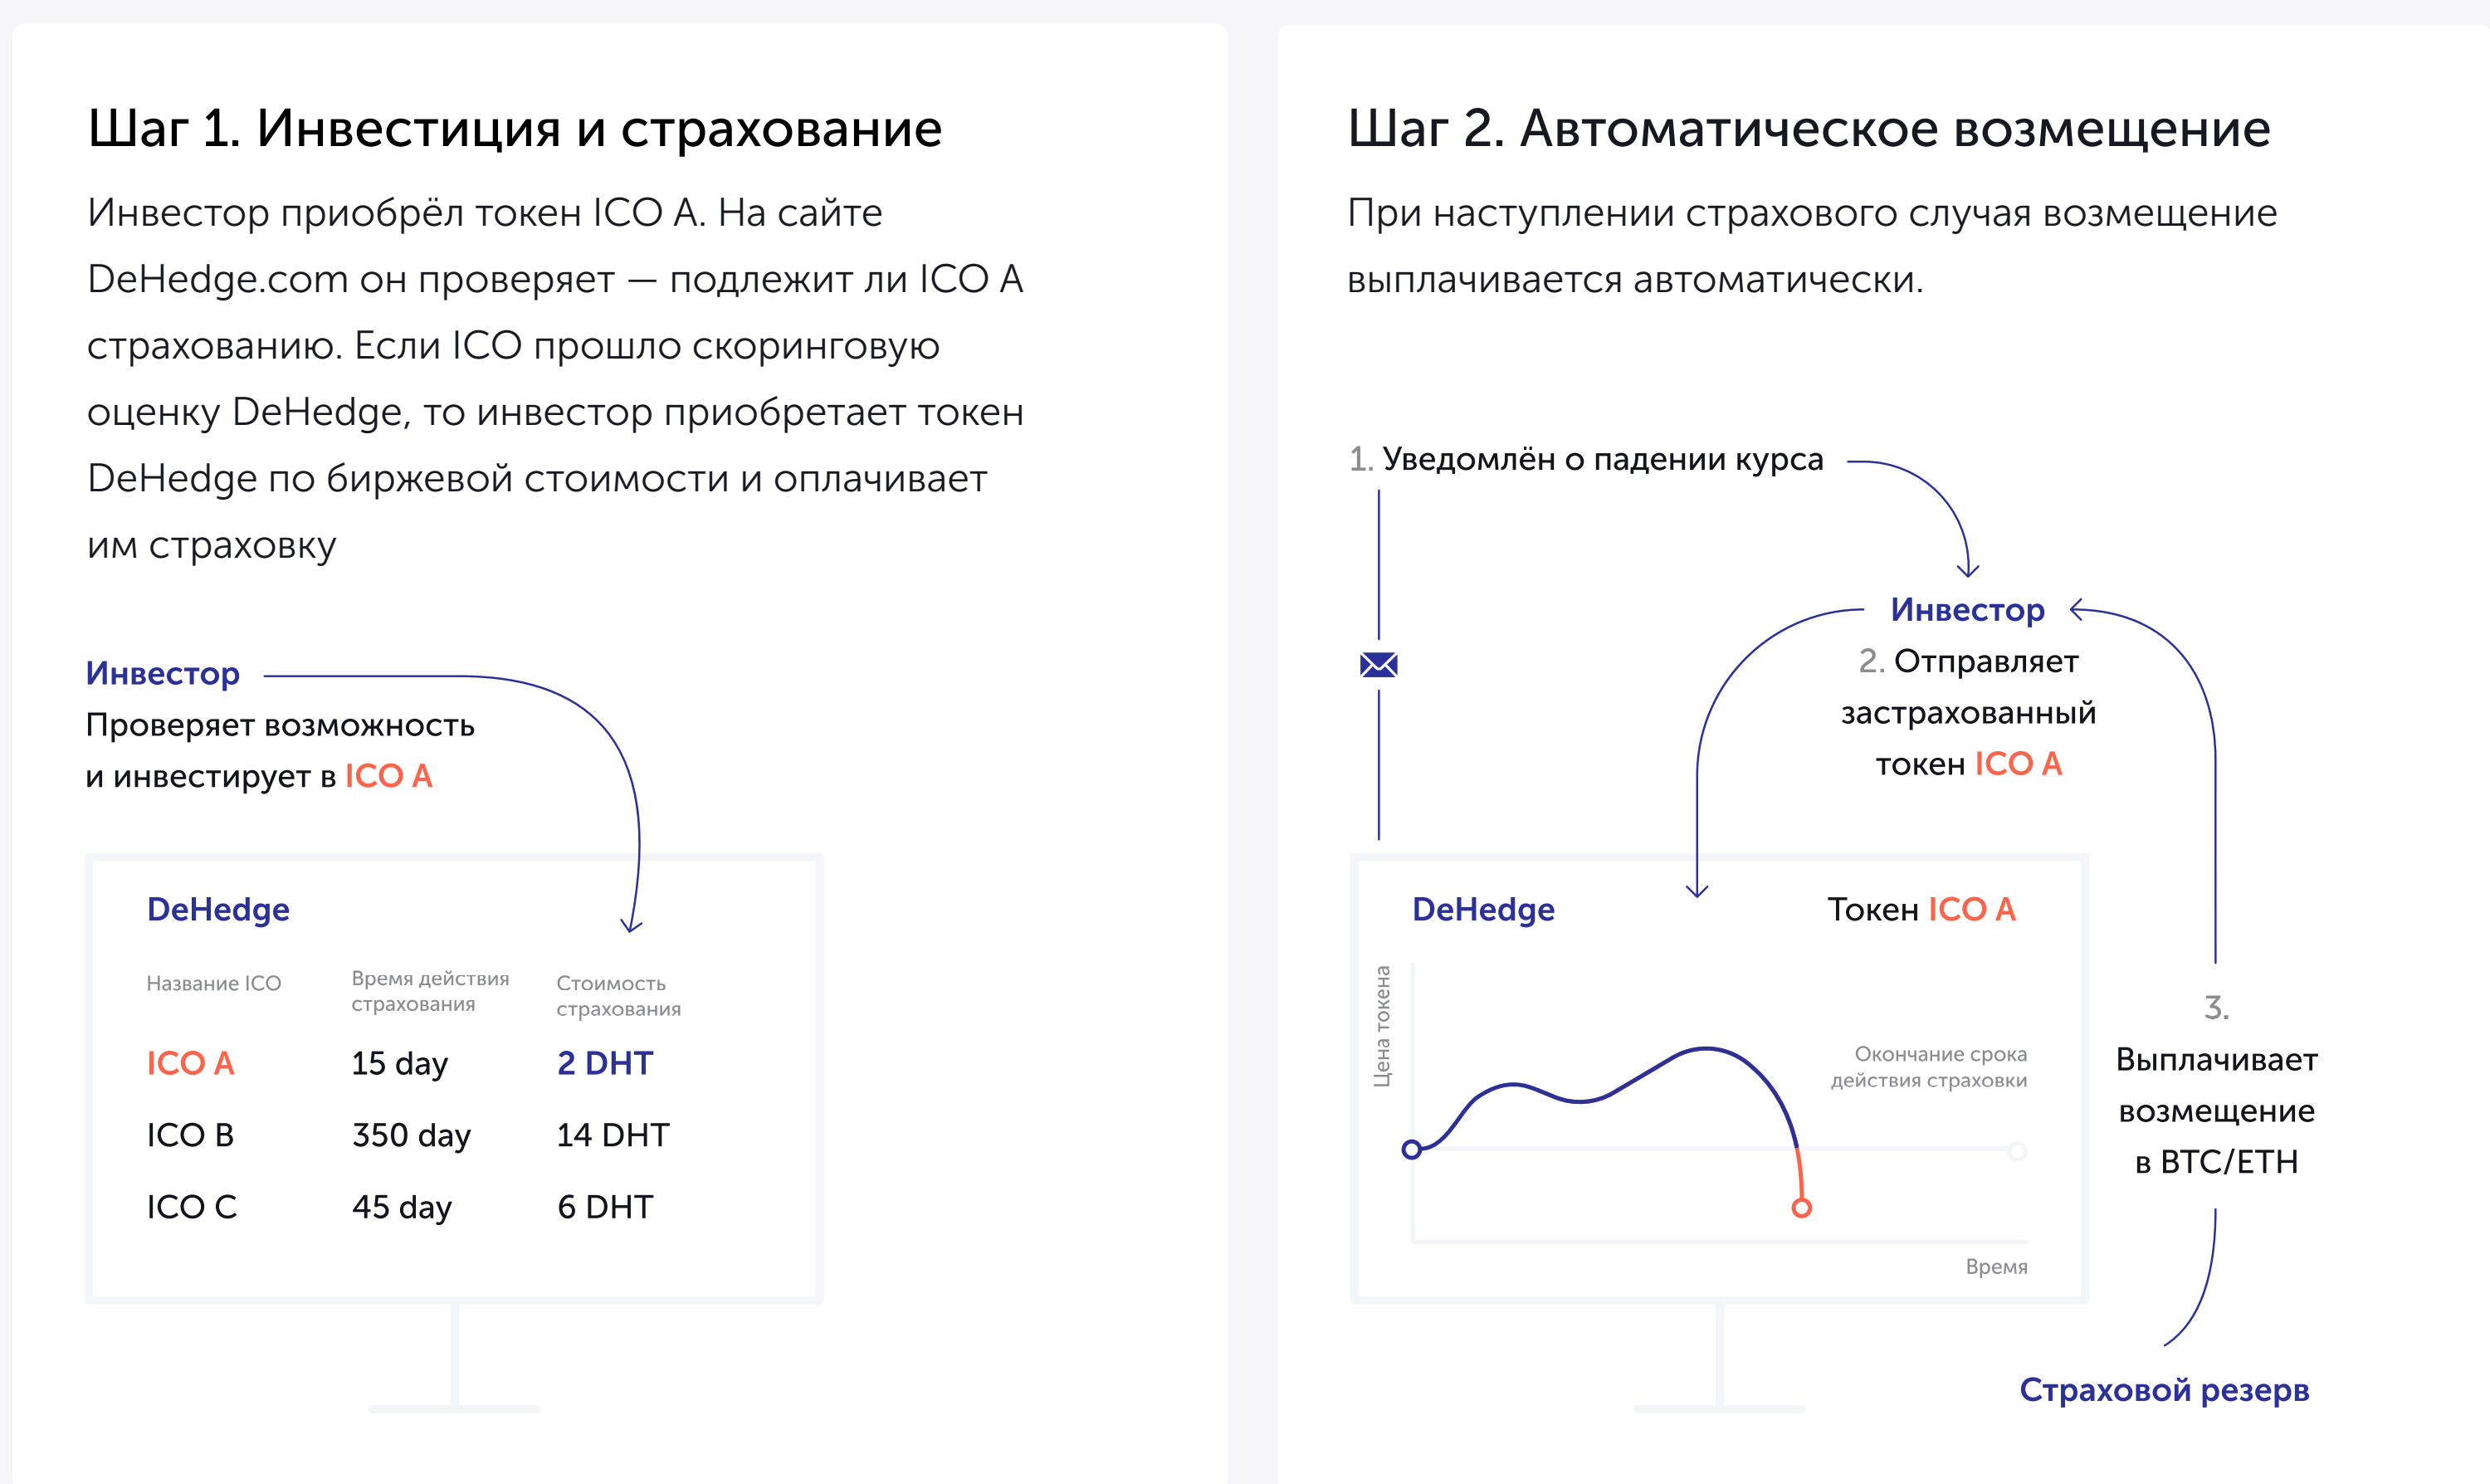 Шаг 1. Инвестиция и страхование
Инвестор приобрёл токен ICO A. На сайте
DeHedge.com он проверяет — подлежит ли ICO A
страхованию. Если ICO прошло скоринговую
оценку DeHedge, то инвестор приобретает токен
DeHedge по биржевой стоимости и оплачивает
им страховку
Инвестор
Проверяет возможность
и инвестирует в ICO A
DeHedge
Название ICO
Время действия
страхования
Стоимость
страхования
ICO A 15 day 2 DHT
ICO B 350 day 14 DHT
ICO C 45 day 6 DHT
Шаг 2. Автоматическое возмещение
При наступлении страхового случая возмещение
выплачивается автоматически.
1. Уведомлён о падении курса
Инвестор
2. Отправляет
застрахованный
токен ICO A
DeHedge
Токен ICO A
Цена токена
Окончание срока
действия страховки
Время
3.
Выплачивает
возмещение
в BTC/ETH
Страховой резерв